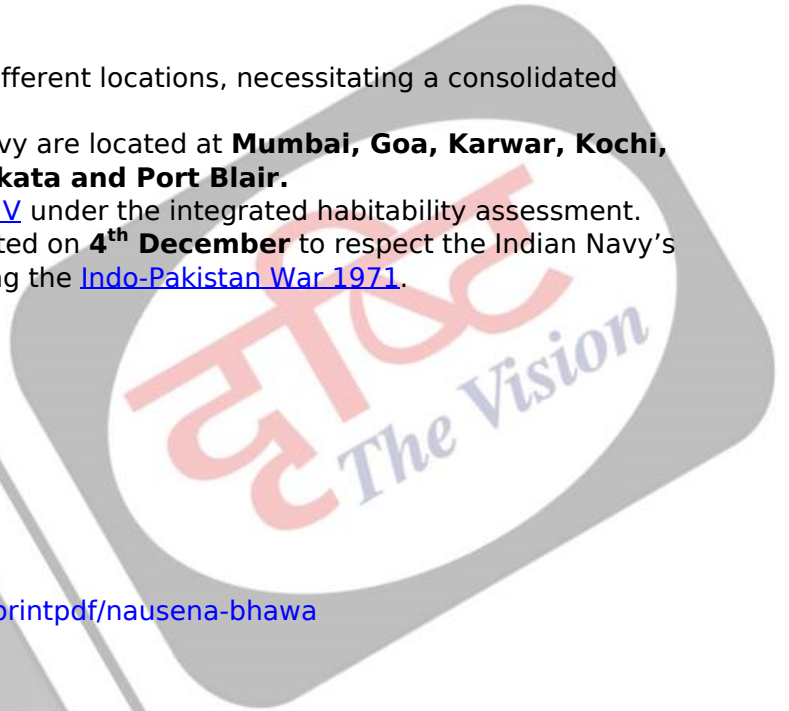 fferent locations, necessitating a consolidated
vy are located at Mumbai, Goa, Karwar, Kochi,
kata and Port Blair.
V under the integrated habitability assessment.
ted on 4th December to respect the Indian Navy's
ng the Indo-Pakistan War 1971.
दृष्टि
The Vision
printpdf/nausena-bhawa